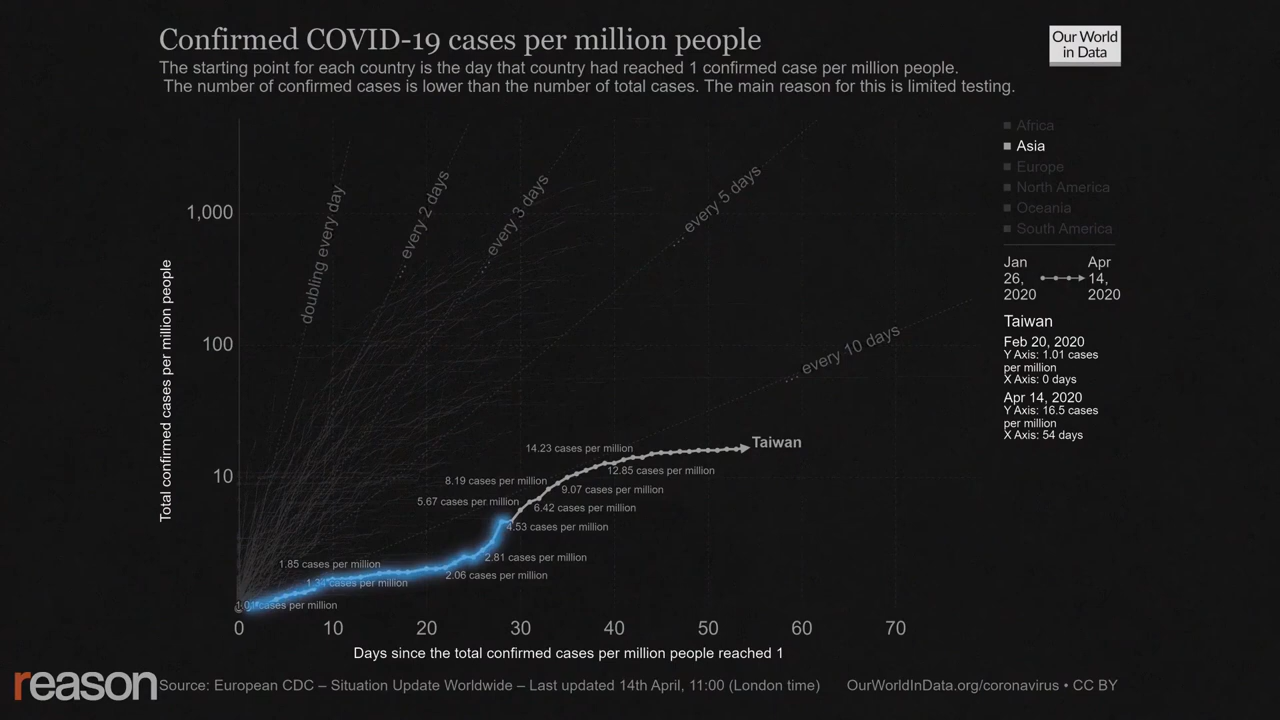 Confirmed COVID-19 cases per million people
The starting point for each country is the day that country had reached 1 confirmed case per million people.
The number of confirmed cases is lower than the number of total cases. The main reason for this is limited testing.
Our World
in Data
Africa
Asia
Europe
North America
Oceania
South America
Jan
26,
2020
Apr
14,
2020
Taiwan
Feb 20, 2020
Y Axis: 1.01 cases
per million
X Axis: 0 days
Apr 14, 2020
Y Axis: 16.5 cases
per million
X Axis: 54 days
Total confirmed cases per million people
1,000
100
10
doubling every day
every 2 days
every 3 days
every 5 days
every 10 days
Taiwan
14.23 cases per million
12.85 cases per million
8.19 cases per million
9.07 cases per million
5.67 cases per million
6.42 cases per million
4.53 cases per million
2.81 cases per million
1.85 cases per million
2.06 cases per million
1.34 cases per million
1.01 cases per million
0
10
20
30
40
50
60
70
Days since the total confirmed cases per million people reached 1
reason
Source: European CDC – Situation Update Worldwide – Last updated 14th April, 11:00 (London time)
OurWorldInData.org/coronavirus • CC BY